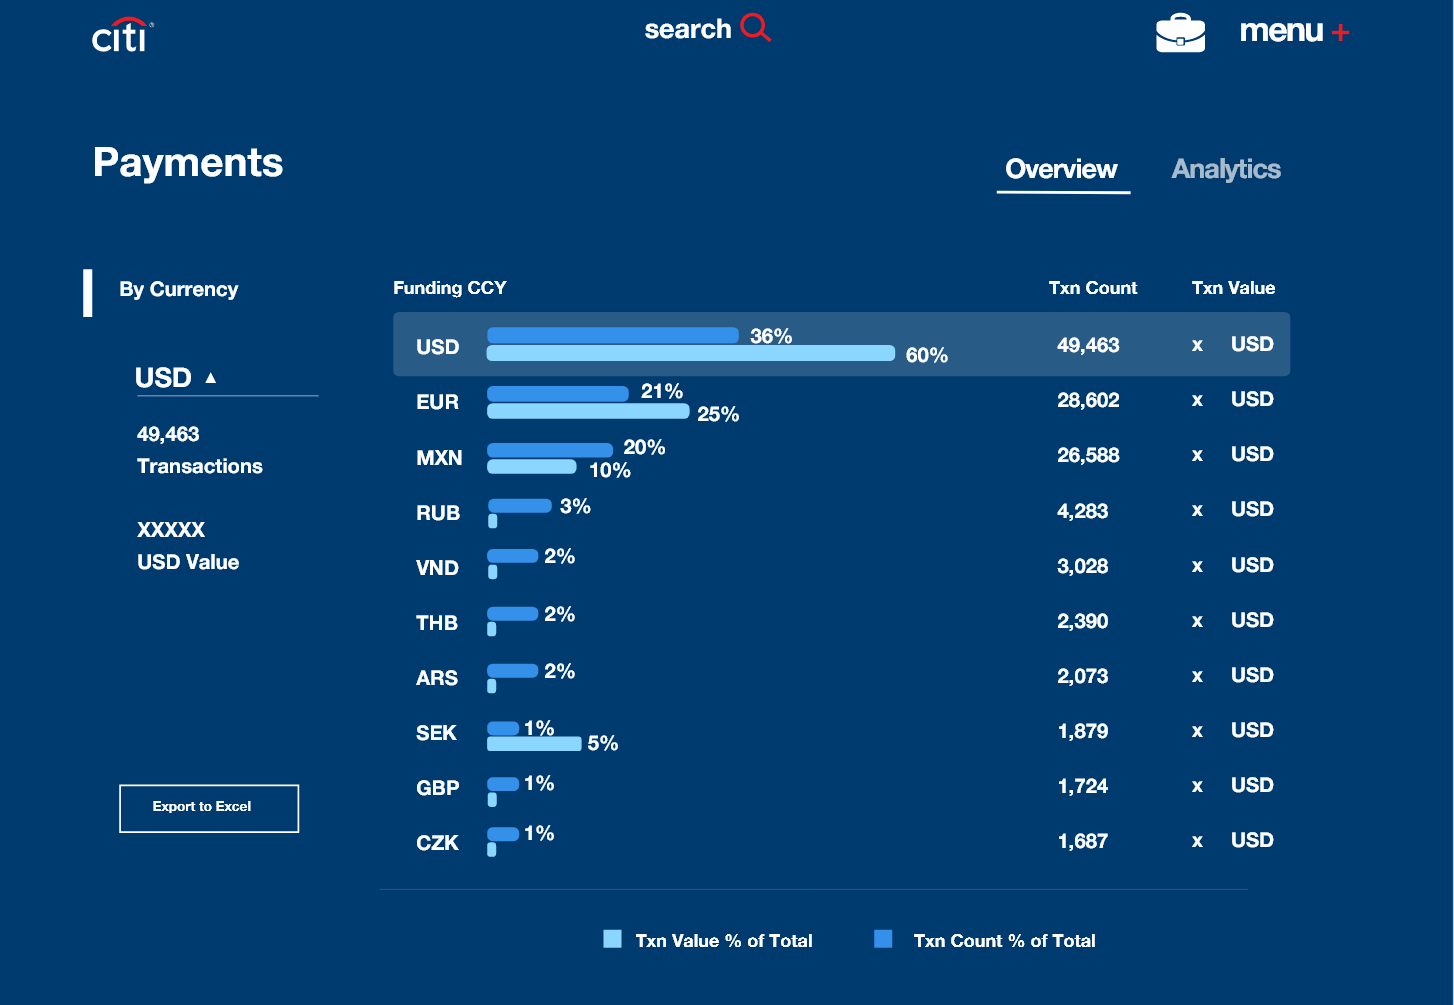 citi®
search
menu +
Payments
Overview Analytics
By Currency
USD ▲
49,463
Transactions
XXXXX
USD Value
Export to Excel
Funding CCY Txn Count Txn Value
USD 36% 60% 49,463 x USD
EUR 21% 25% 28,602 x USD
MXN 20% 10% 26,588 x USD
RUB 3% 4,283 x USD
VND 2% 3,028 x USD
THB 2% 2,390 x USD
ARS 2% 2,073 x USD
SEK 1% 5% 1,879 x USD
GBP 1% 1,724 x USD
CZK 1% 1,687 x USD
Txn Value % of Total Txn Count % of Total